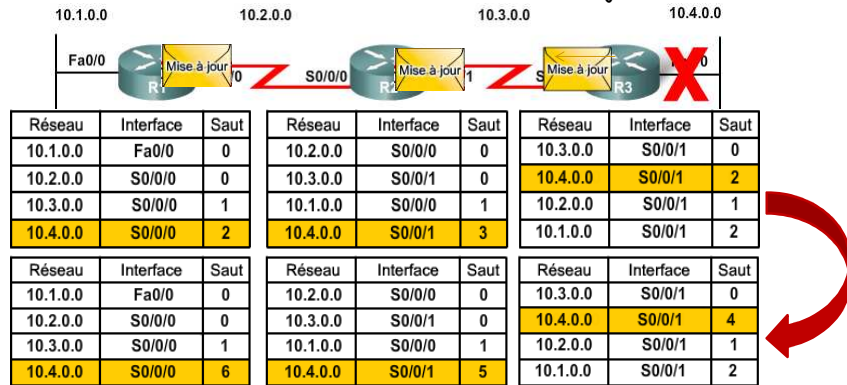 10.1.0.0 10.2.0.0 10.3.0.0 10.4.0.0
Fa0/0 Mise à jour /0 S0/0/0 Mise à jour /1 S Mise à jour 0
R1 R2 R3
Réseau Interface Saut
10.1.0.0 Fa0/0 0
10.2.0.0 S0/0/0 0
10.3.0.0 S0/0/0 1
10.4.0.0 S0/0/0 2
Réseau Interface Saut
10.2.0.0 S0/0/0 0
10.3.0.0 S0/0/1 0
10.1.0.0 S0/0/0 1
10.4.0.0 S0/0/1 3
Réseau Interface Saut
10.3.0.0 S0/0/1 0
10.4.0.0 S0/0/1 2
10.2.0.0 S0/0/1 1
10.1.0.0 S0/0/1 2
Réseau Interface Saut
10.1.0.0 Fa0/0 0
10.2.0.0 S0/0/0 0
10.3.0.0 S0/0/0 1
10.4.0.0 S0/0/0 6
Réseau Interface Saut
10.2.0.0 S0/0/0 0
10.3.0.0 S0/0/1 0
10.1.0.0 S0/0/0 1
10.4.0.0 S0/0/1 5
Réseau Interface Saut
10.3.0.0 S0/0/1 0
10.4.0.0 S0/0/1 4
10.2.0.0 S0/0/1 1
10.1.0.0 S0/0/1 2